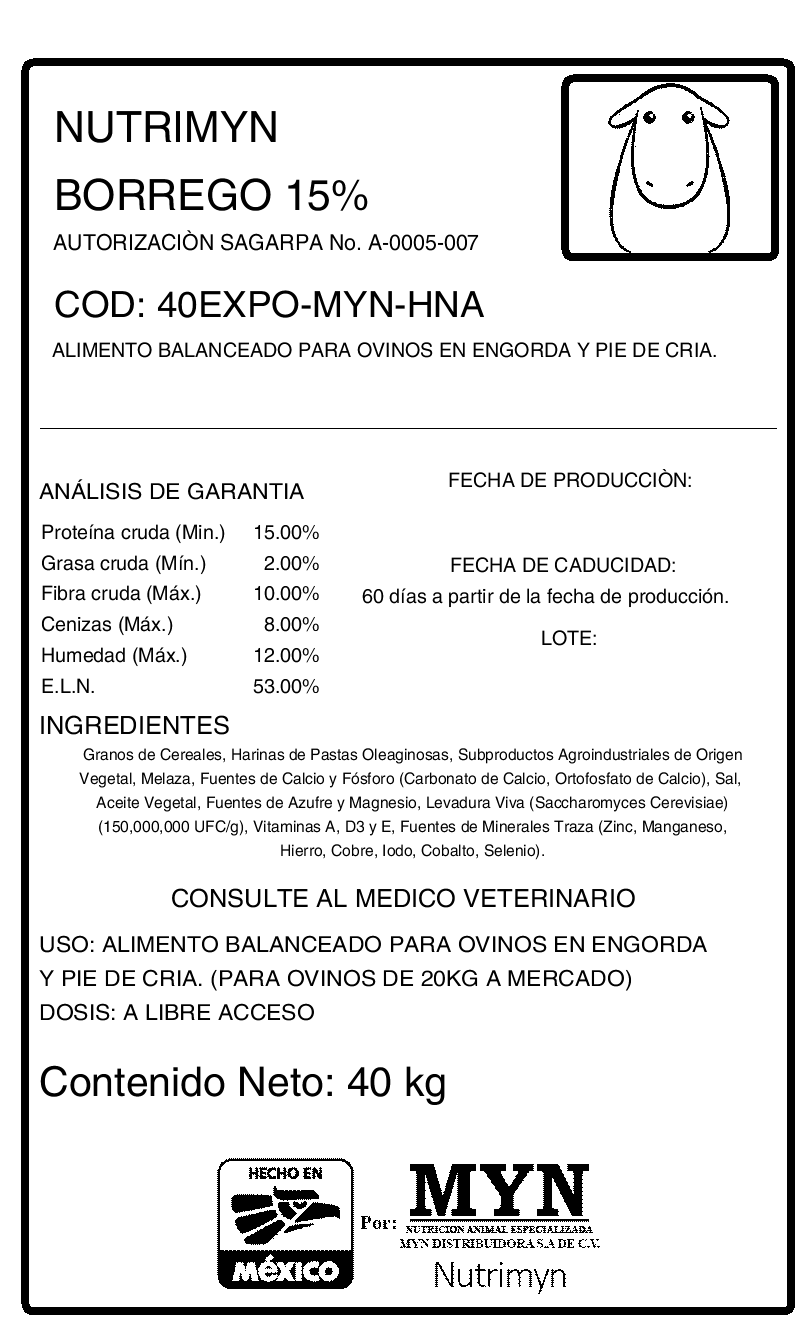 NUTRIMYN
BORREGO 15%
AUTORIZACIÒN SAGARPA No. A-0005-007
COD: 40EXPO-MYN-HNA
ALIMENTO BALANCEADO PARA OVINOS EN ENGORDA Y PIE DE CRIA.
ANÁLISIS DE GARANTIA
Proteína cruda (Min.) 15.00%
Grasa cruda (Mín.) 2.00%
Fibra cruda (Máx.) 10.00%
Cenizas (Máx.) 8.00%
Humedad (Máx.) 12.00%
E.L.N. 53.00%
FECHA DE PRODUCCIÒN:
FECHA DE CADUCIDAD:
60 días a partir de la fecha de producción.
LOTE:
INGREDIENTES
Granos de Cereales, Harinas de Pastas Oleaginosas, Subproductos Agroindustriales de Origen
Vegetal, Melaza, Fuentes de Calcio y Fósforo (Carbonato de Calcio, Ortofosfato de Calcio), Sal,
Aceite Vegetal, Fuentes de Azufre y Magnesio, Levadura Viva (Saccharomyces Cerevisiae)
(150,000,000 UFC/g), Vitaminas A, D3 y E, Fuentes de Minerales Traza (Zinc, Manganeso,
Hierro, Cobre, Iodo, Cobalto, Selenio).
CONSULTE AL MEDICO VETERINARIO
USO: ALIMENTO BALANCEADO PARA OVINOS EN ENGORDA
Y PIE DE CRIA. (PARA OVINOS DE 20KG A MERCADO)
DOSIS: A LIBRE ACCESO
Contenido Neto: 40 kg
HECHO EN
MéXICO
Por:
MYN
NUTRICION ANIMAL ESPECIALIZADA
MYN DISTRIBUIDORA S.A DE C.V.
Nutrimyn